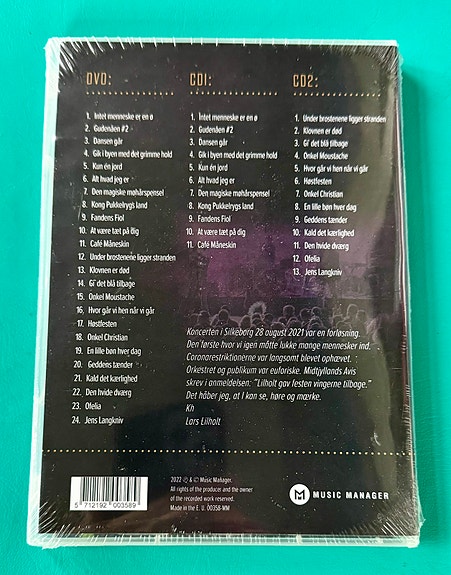 DVD:
1. Intet menneske er en ø
2. Gudenåen #2
3. Dansen går
4. Gik i byen med det grimme hold
5. Kun én jord
6. Alt hvad jeg er
7. Den magiske møhårspensel
8. Kong Pukkelrygs land
9. Fandens Fiol
10. At være tæt på dig
11. Café Måneskin
12. Under brostenene ligger stranden
13. Klovnen er død
14. Gi' det blå tilbage
15. Onkel Moustache
16. Hvor går vi hen når vi går
17. Høstfesten
18. Onkel Christian
19. En lille bøn hver dag
20. Geddens tænder
21. Kald det kærlighed
22. Den hvide dværg
23. Ofelia
24. Jens Langkniv
CD1:
1. Intet menneske er en ø
2. Gudenåen #2
3. Dansen går
4. Gik i byen med det grimme hold
5. Kun én jord
6. Alt hvad jeg er
7. Den magiske møhårspensel
8. Kong Pukkelrygs land
9. Fandens Fiol
10. At være tæt på dig
11. Café Måneskin
CD2:
1. Under brostenene ligger stranden
2. Klovnen er død
3. Gi' det blå tilbage
4. Onkel Moustache
5. Hvor går vi hen når vi går
6. Høstfesten
7. Onkel Christian
8. En lille bøn hver dag
9. Geddens tænder
10. Kald det kærlighed
11. Den hvide dværg
12. Ofelia
13. Jens Langkniv
Koncerten i Silkeborg 28 august 2021 var en forløsning.
Den første hvor vi igen måtte lukke mange mennesker ind.
Coronarestriktionerne var langsomt blevet ophævet.
Orkestret og publikum var euforiske. Midtjyllands Avis
skrev i anmeldelsen: "Lilholt gav festen vingerne tilbage."
Det håber jeg, at I kan se, høre og mærke.
Kh
Lars Lilholt
5 712192 003589
2022 ℗ & © Music Manager.
All rights of the producer and the owner
of the recorded work reserved.
Made in the E. U. 00358-MM
M MUSIC MANAGER